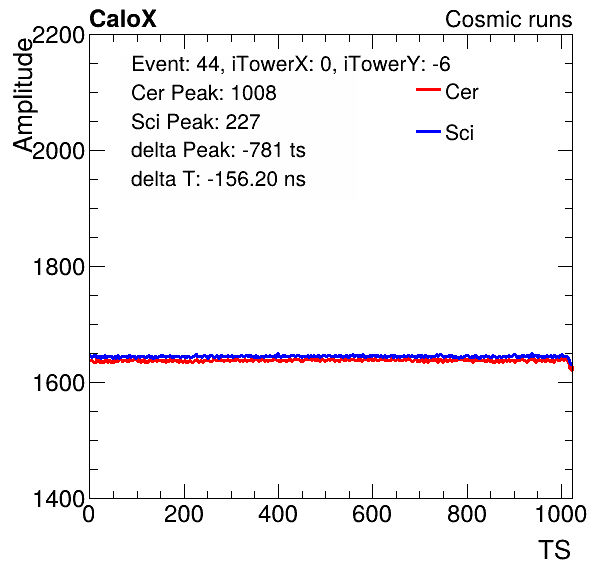 CaloX Cosmic runs
Amplitude
2200
2000
1800
1600
1400
Event: 44, iTowerX: 0, iTowerY: -6
Cer Peak: 1008
Sci Peak: 227
delta Peak: -781 ts
delta T: -156.20 ns
Cer
Sci
0 200 400 600 800 1000
TS